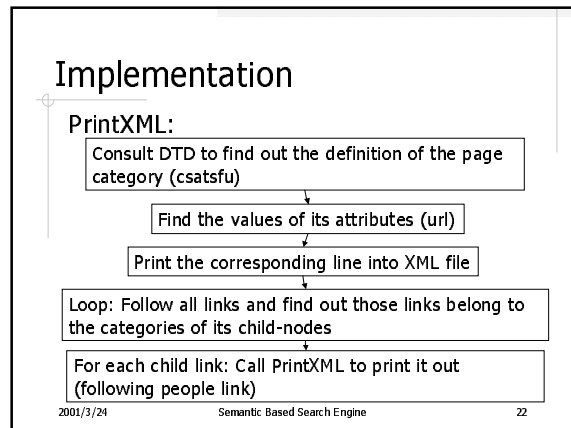 Implementation
PrintXML:
Consult DTD to find out the definition of the page
category (csatsfu)
Find the values of its attributes (url)
Print the corresponding line into XML file
Loop: Follow all links and find out those links belong to
the categories of its child-nodes
For each child link: Call PrintXML to print it out
(following people link)
2001/3/24 Semantic Based Search Engine 22